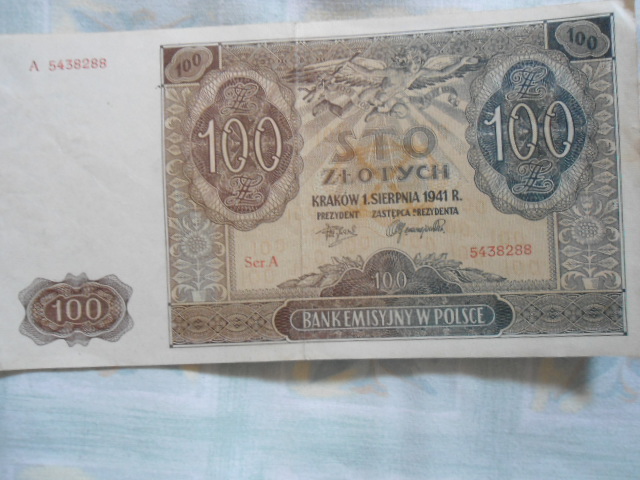 A 5438288
100
100
100
100
STO
ZŁOTYCH
KRAKÓW 1. SIERPNIA 1941 R.
PREZYDENT ZASTĘPCA PREZYDENTA
Ser A
5438288
100
100
BANK EMISYJNY W POLSCE